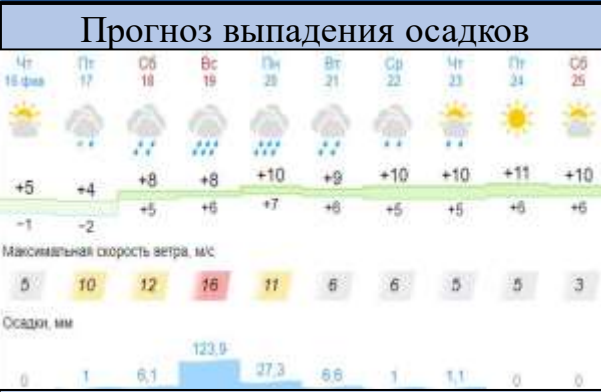 Прогноз выпадения осадков
Чт Пт Сб Вс Пн Вт Ср Чт Пт Сб
16 фев 17 18 19 20 21 22 23 24 25
+5 +4 +8 +8 +10 +9 +10 +10 +11 +10
−1 −2 +5 +6 +7 +6 +5 +5 +6 +6
Максимальная скорость ветра, м/с
5 10 12 16 11 6 6 5 5 3
Осадки, мм
0 1 6,1 123,9 27,3 6,6 1 1,1 0 0